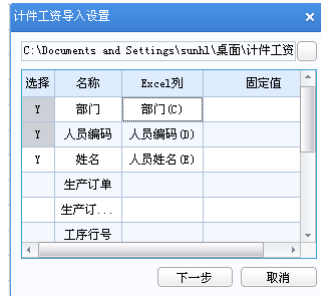 计件工资导入设置
C:\Documents and Settings\sunhl\桌面\计件工资
选择 名称 Excel列 固定值
Y 部门 部门(C)
Y 人员编码 人员编码(D)
Y 姓名 人员姓名(E)
生产订单
生产订...
工序行号
下一步 取消